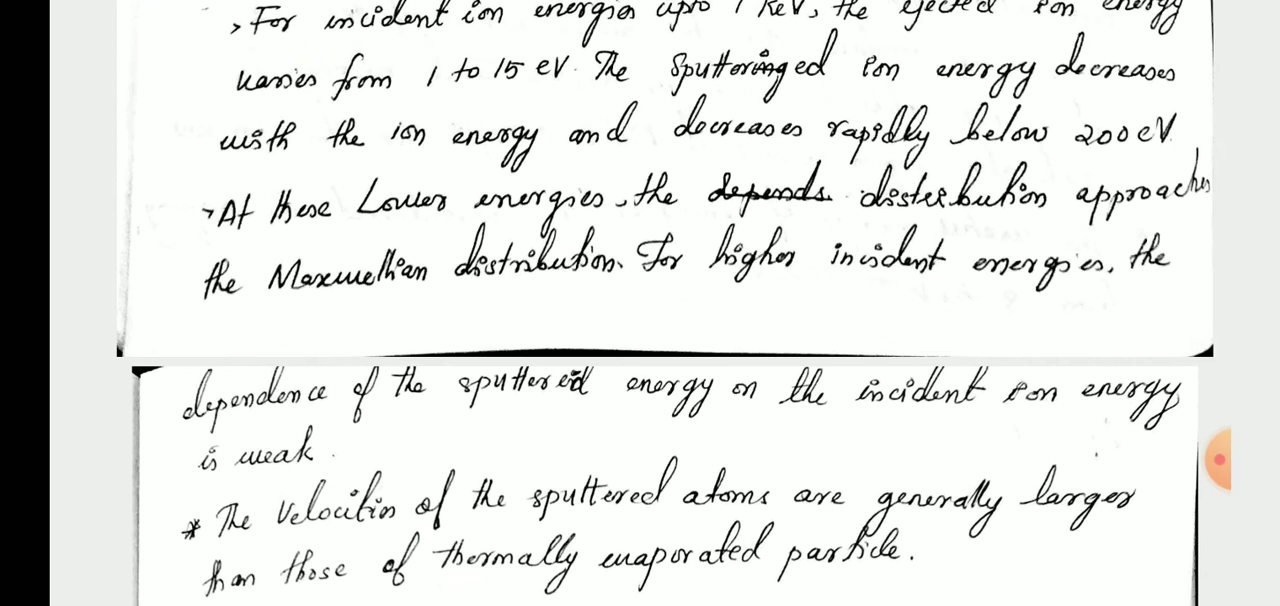 > For incident ion energies upto 1 KeV, the ejected ion energy
varies from 1 to 15 eV. The Sputteringed ion energy decreases
with the ion energy and decreases rapidly below 200 eV.
> At these Lower energies, the depends distribution approaches
the Maxwellian distribution. For higher incident energies, the
dependence of the sputtered energy on the incident ion energy
is weak.
* The velocities of the sputtered atoms are generally larger
than those of thermally evaporated particle.